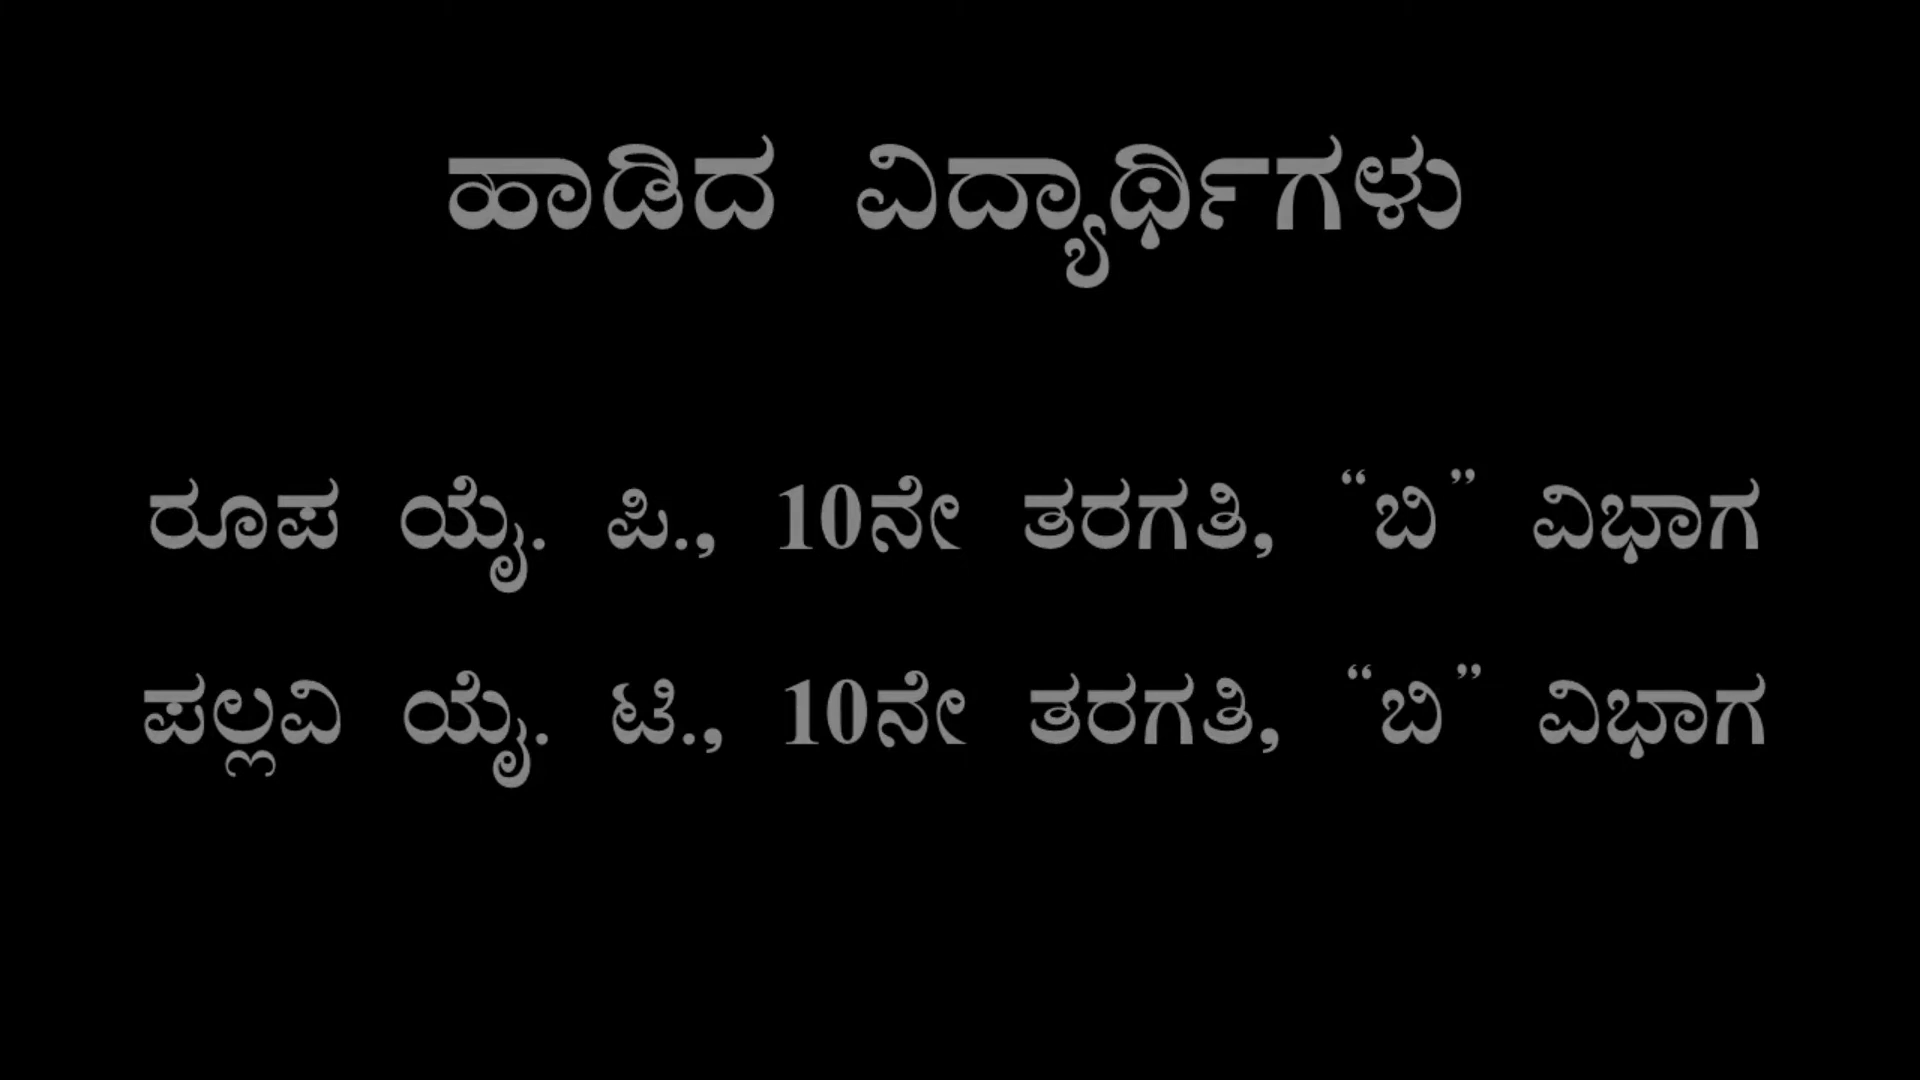 ಹಾಡಿದ ವಿದ್ಯಾರ್ಥಿಗಳು
ರೂಪ ಯೈ. ಪಿ., 10ನೇ ತರಗತಿ, “ಬಿ” ವಿಭಾಗ
ಪಲ್ಲವಿ ಯೈ. ಟಿ., 10ನೇ ತರಗತಿ, “ಬಿ” ವಿಭಾಗ